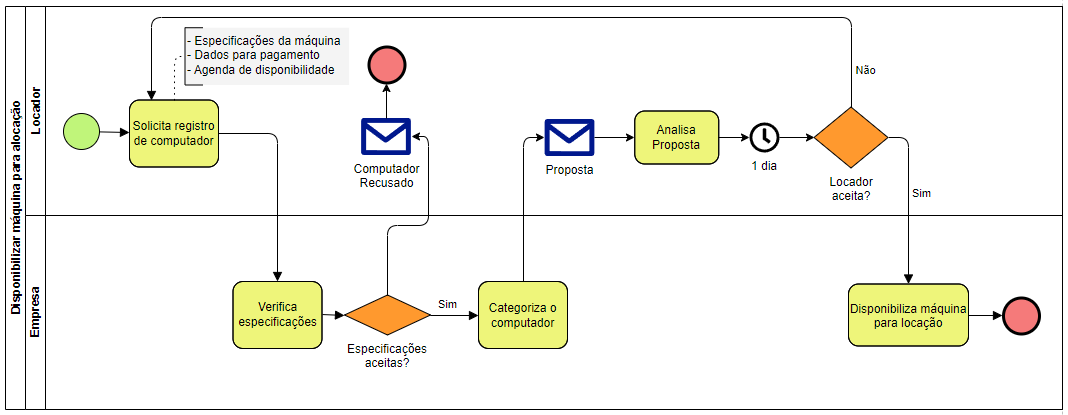 Disponibilizar máquina para alocação
Locador
- Especificações da máquina
- Dados para pagamento
- Agenda de disponibilidade
Solicita registro
de computador
Computador
Recusado
Proposta
Analisa
Proposta
1 dia
Não
Locador
aceita?
Sim
Empresa
Verifica
especificações
Especificações
aceitas?
Sim
Categoriza o
computador
Disponibiliza máquina
para locação